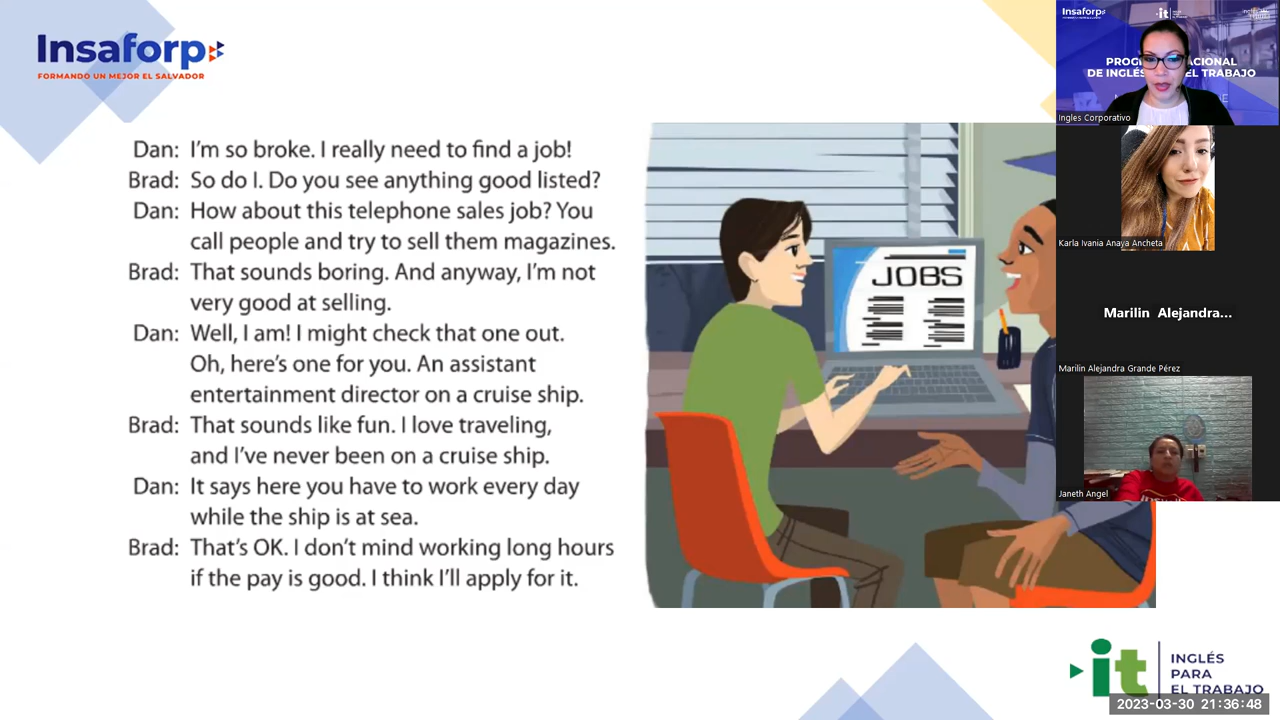 Insaforp
FORMANDO UN MEJOR EL SALVADOR
Dan: I'm so broke. I really need to find a job!
Brad: So do I. Do you see anything good listed?
Dan: How about this telephone sales job? You
call people and try to sell them magazines.
Brad: That sounds boring. And anyway, I'm not
very good at selling.
Dan: Well, I am! I might check that one out.
Oh, here's one for you. An assistant
entertainment director on a cruise ship.
Brad: That sounds like fun. I love traveling,
and I've never been on a cruise ship.
Dan: It says here you have to work every day
while the ship is at sea.
Brad: That's OK. I don't mind working long hours
if the pay is good. I think I'll apply for it.
JOBS
Insaforp
it
DE INGLÉS
EL TRABAJO
Ingles Corporativo
Karla Ivania Anaya Ancheta
Marilin Alejandra...
Marilin Alejandra Grande Pérez
Janeth Angel
it
INGLÉS
PARA
EL TRABAJO
2023-03-30 21:36:48